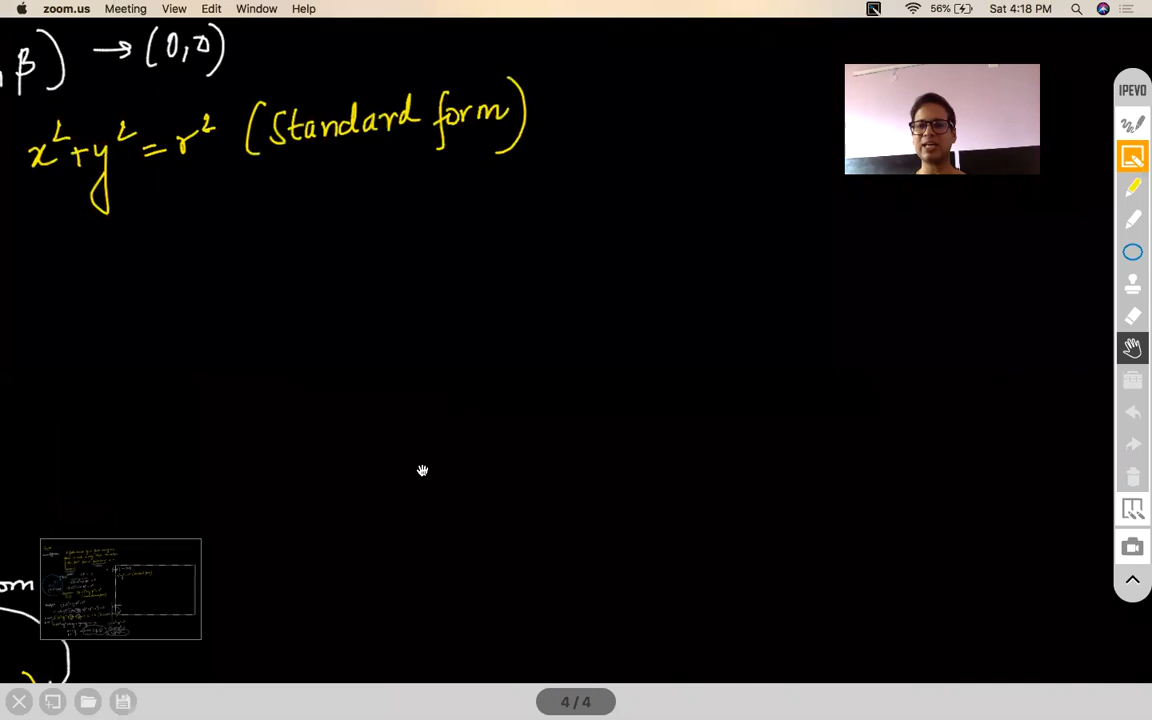 zoom.us Meeting View Edit Window Help 56% Sat 4:18 PM
, β) → (0,0)
IPEVO
x² + y² = r² (Standard form)
om
4 / 4